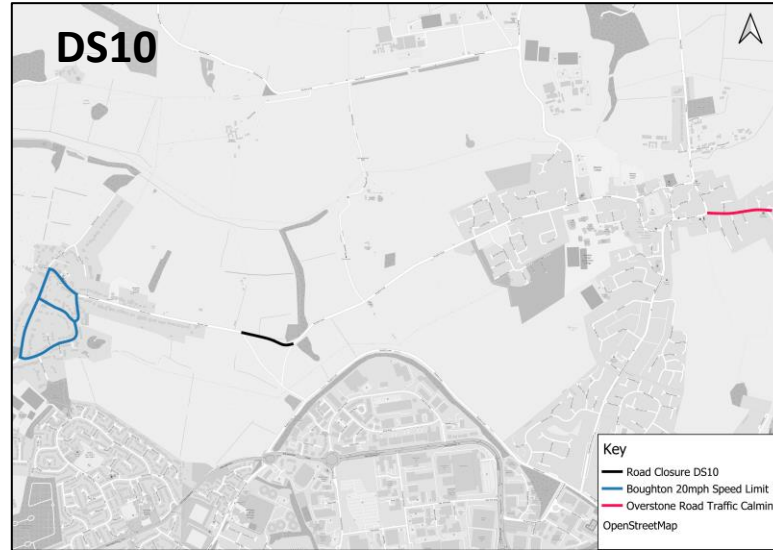 DS10
Key
Road Closure DS10
Boughton 20mph Speed Limit
Overstone Road Traffic Calmin
OpenStreetMap